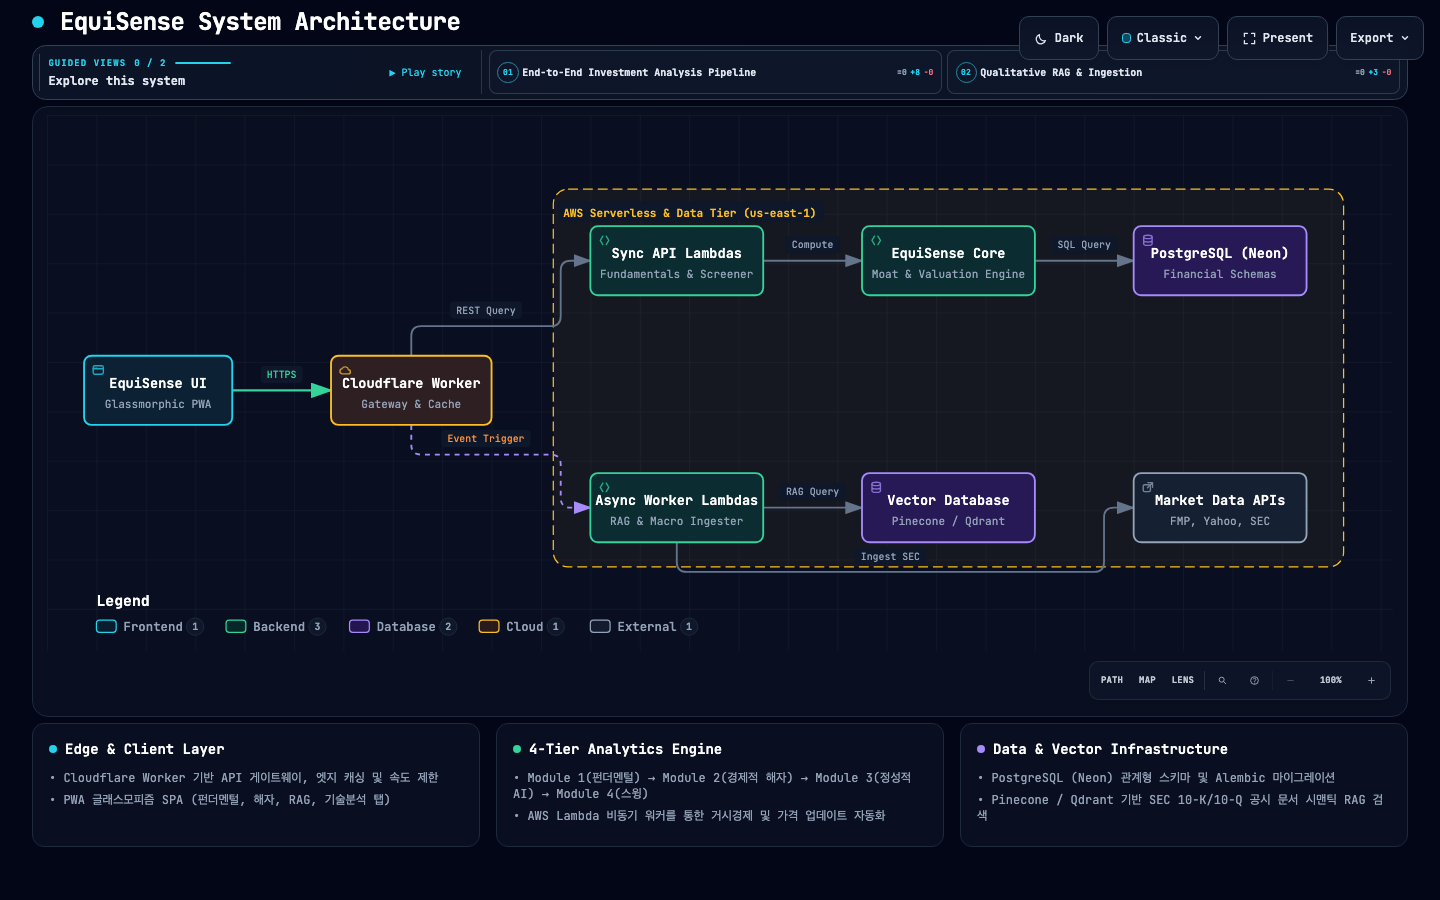 EquiSense System Architecture
Dark
Classic
Present
Export
GUIDED VIEWS 0 / 2
Explore this system
▶ Play story
01 End-to-End Investment Analysis Pipeline
=0 +8 -0
02 Qualitative RAG & Ingestion
=0 +3 -0
AWS Serverless & Data Tier (us-east-1)
Sync API Lambdas
Fundamentals & Screener
Compute
EquiSense Core
Moat & Valuation Engine
SQL Query
PostgreSQL (Neon)
Financial Schemas
REST Query
EquiSense UI
Glassmorphic PWA
HTTPS
Cloudflare Worker
Gateway & Cache
Event Trigger
Async Worker Lambdas
RAG & Macro Ingester
RAG Query
Vector Database
Pinecone / Qdrant
Market Data APIs
FMP, Yahoo, SEC
Ingest SEC
Legend
Frontend 1
Backend 3
Database 2
Cloud 1
External 1
PATH
MAP
LENS
100%
Edge & Client Layer
• Cloudflare Worker 기반 API 게이트웨이, 엣지 캐싱 및 속도 제한
• PWA 글래스모피즘 SPA (펀더멘털, 해자, RAG, 기술분석 탭)
4-Tier Analytics Engine
• Module 1(펀더멘털) → Module 2(경제적 해자) → Module 3(정성적
AI) → Module 4(스윙)
• AWS Lambda 비동기 워커를 통한 거시경제 및 가격 업데이트 자동화
Data & Vector Infrastructure
• PostgreSQL (Neon) 관계형 스키마 및 Alembic 마이그레이션
• Pinecone / Qdrant 기반 SEC 10-K/10-Q 공시 문서 시맨틱 RAG 검
색